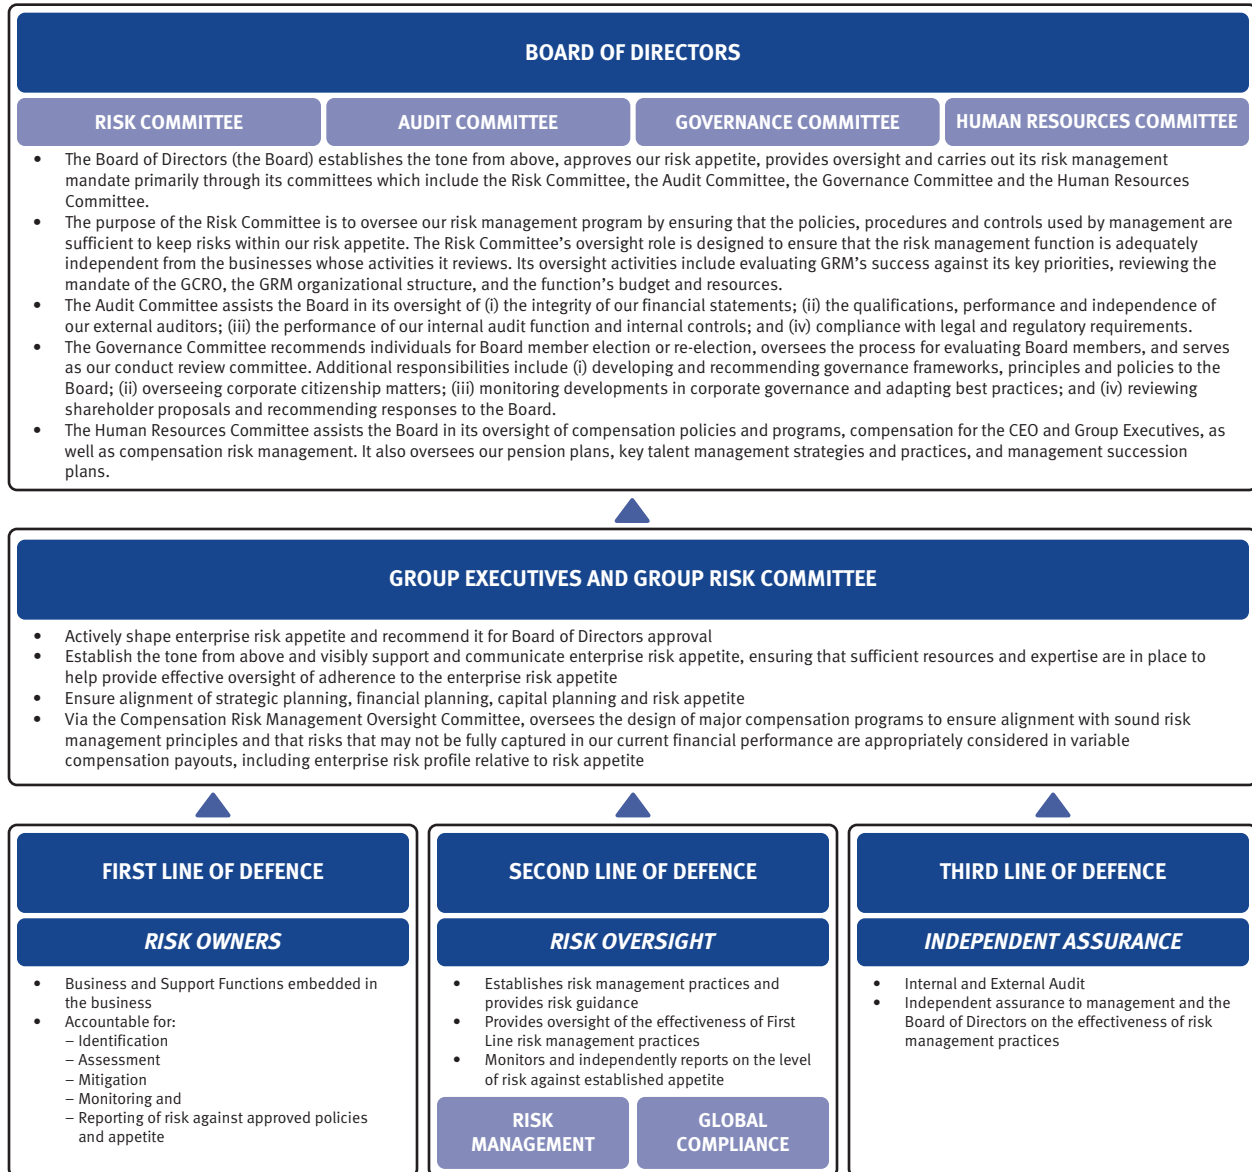 BOARD OF DIRECTORS
RISK COMMITTEE
AUDIT COMMITTEE
GOVERNANCE COMMITTEE
HUMAN RESOURCES COMMITTEE
• The Board of Directors (the Board) establishes the tone from above, approves our risk appetite, provides oversight and carries out its risk management
mandate primarily through its committees which include the Risk Committee, the Audit Committee, the Governance Committee and the Human Resources
Committee.
• The purpose of the Risk Committee is to oversee our risk management program by ensuring that the policies, procedures and controls used by management are
sufficient to keep risks within our risk appetite. The Risk Committee's oversight role is designed to ensure that the risk management function is adequately
independent from the businesses whose activities it reviews. Its oversight activities include evaluating GRM's success against its key priorities, reviewing the
mandate of the GCRO, the GRM organizational structure, and the function's budget and resources.
• The Audit Committee assists the Board in its oversight of (i) the integrity of our financial statements; (ii) the qualifications, performance and independence of
our external auditors; (iii) the performance of our internal audit function and internal controls; and (iv) compliance with legal and regulatory requirements.
• The Governance Committee recommends individuals for Board member election or re-election, oversees the process for evaluating Board members, and serves
as our conduct review committee. Additional responsibilities include (i) developing and recommending governance frameworks, principles and policies to the
Board; (ii) overseeing corporate citizenship matters; (iii) monitoring developments in corporate governance and adapting best practices; and (iv) reviewing
shareholder proposals and recommending responses to the Board.
• The Human Resources Committee assists the Board in its oversight of compensation policies and programs, compensation for the CEO and Group Executives, as
well as compensation risk management. It also oversees our pension plans, key talent management strategies and practices, and management succession
plans.
GROUP EXECUTIVES AND GROUP RISK COMMITTEE
• Actively shape enterprise risk appetite and recommend it for Board of Directors approval
• Establish the tone from above and visibly support and communicate enterprise risk appetite, ensuring that sufficient resources and expertise are in place to
help provide effective oversight of adherence to the enterprise risk appetite
• Ensure alignment of strategic planning, financial planning, capital planning and risk appetite
• Via the Compensation Risk Management Oversight Committee, oversees the design of major compensation programs to ensure alignment with sound risk
management principles and that risks that may not be fully captured in our current financial performance are appropriately considered in variable
compensation payouts, including enterprise risk profile relative to risk appetite
FIRST LINE OF DEFENCE
RISK OWNERS
• Business and Support Functions embedded in
the business
• Accountable for:
– Identification
– Assessment
– Mitigation
– Monitoring and
– Reporting of risk against approved policies
and appetite
SECOND LINE OF DEFENCE
RISK OVERSIGHT
• Establishes risk management practices and
provides risk guidance
• Provides oversight of the effectiveness of First
Line risk management practices
• Monitors and independently reports on the level
of risk against established appetite
RISK
MANAGEMENT
GLOBAL
COMPLIANCE
THIRD LINE OF DEFENCE
INDEPENDENT ASSURANCE
• Internal and External Audit
• Independent assurance to management and the
Board of Directors on the effectiveness of risk
management practices